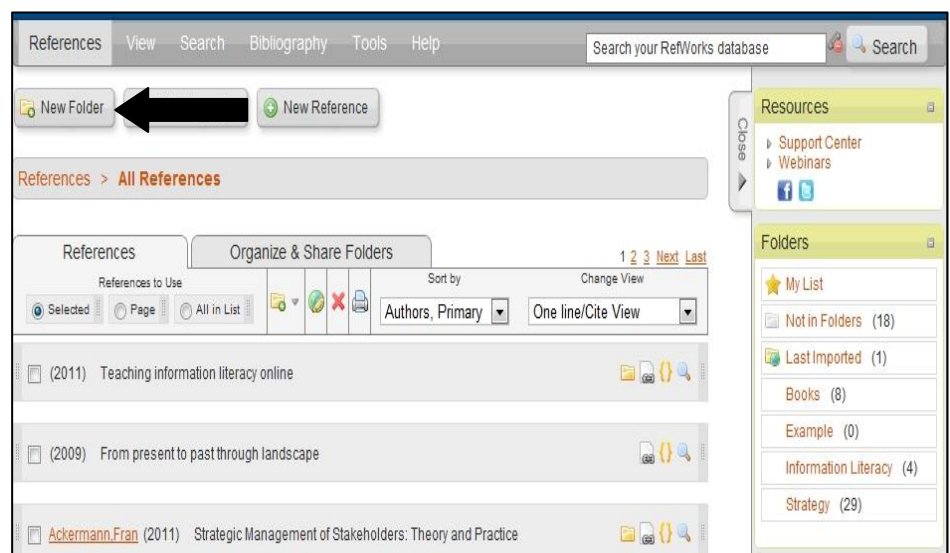 References View Search Bibliography Tools Help Search your RefWorks database Search
New Folder New Reference
References > All References
Close
References Organize & Share Folders 1 2 3 Next Last
References to Use Sort by Change View
Selected Page All in List Authors, Primary One line/Cite View
(2011) Teaching information literacy online
(2009) From present to past through landscape
Ackermann,Fran (2011) Strategic Management of Stakeholders: Theory and Practice
Resources
Support Center
Webinars
Folders
My List
Not in Folders (18)
Last Imported (1)
Books (8)
Example (0)
Information Literacy (4)
Strategy (29)